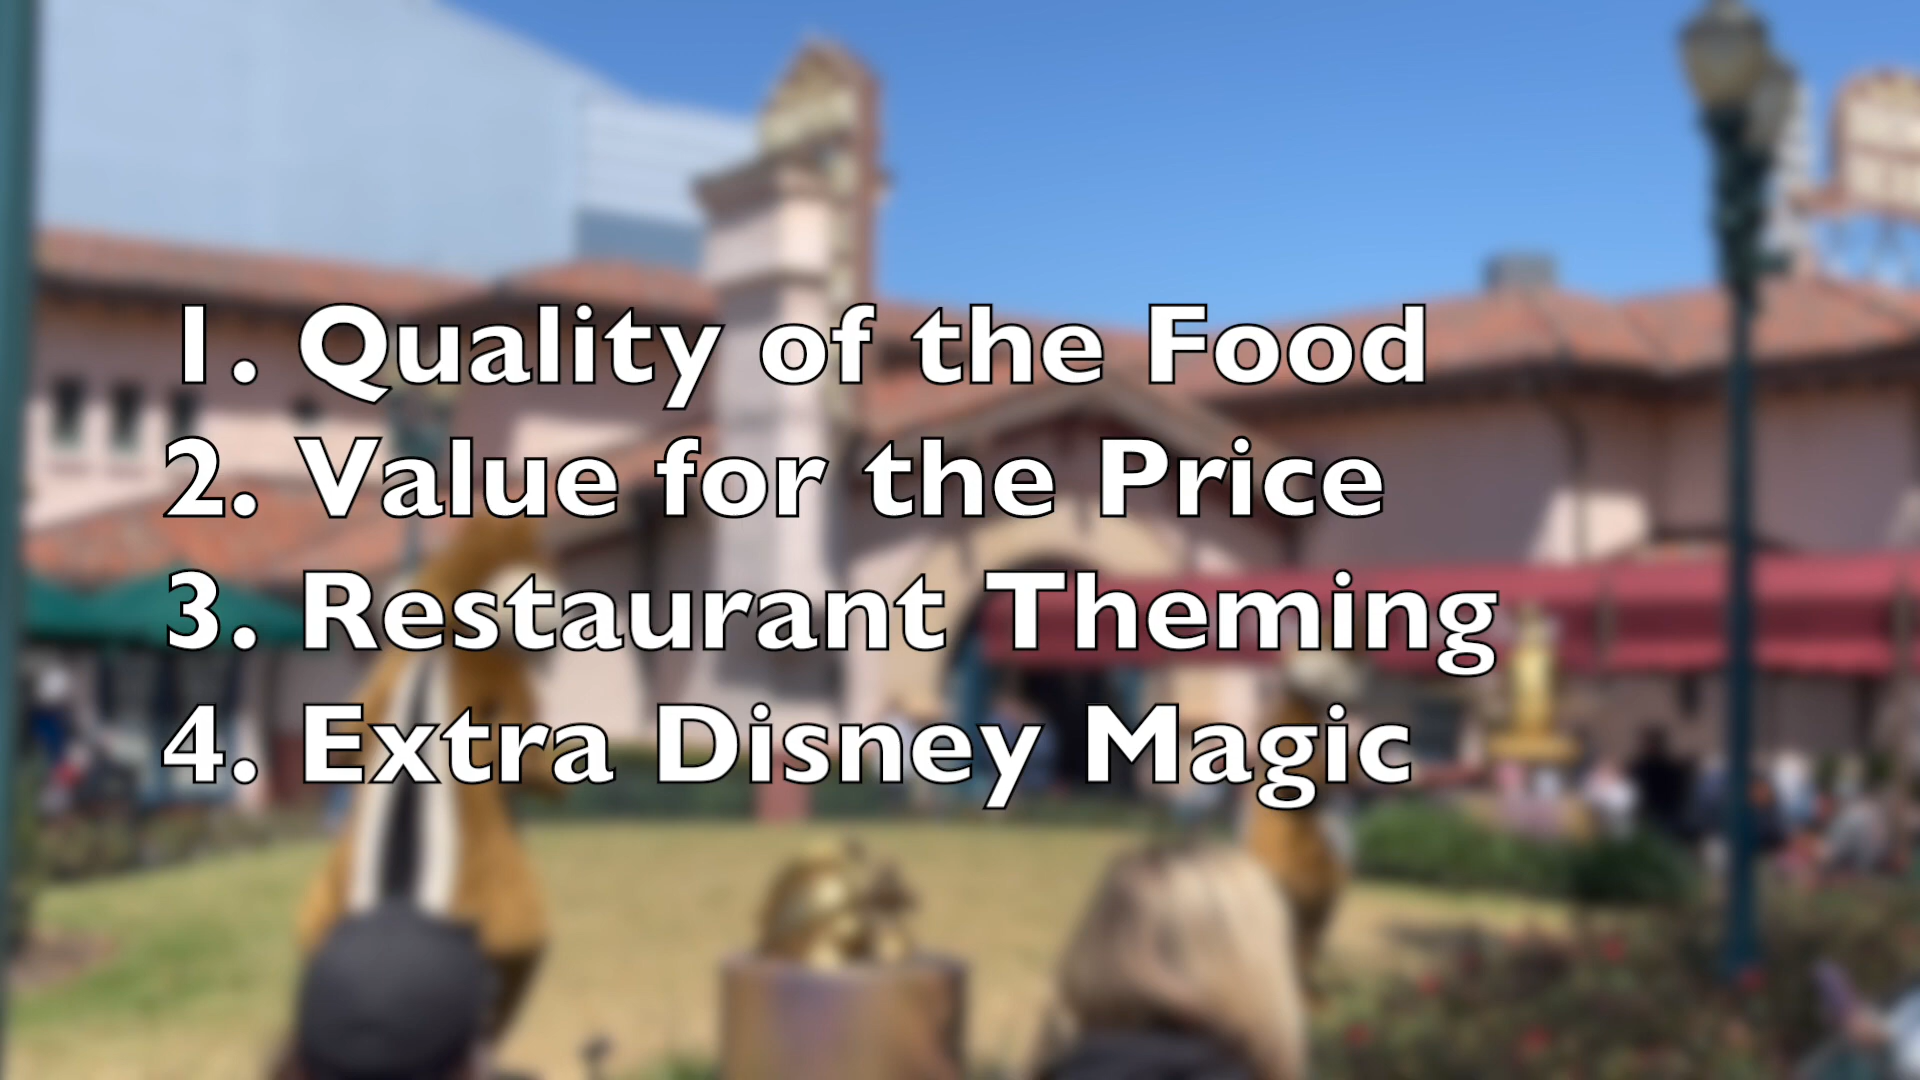 1. Quality of the Food
2. Value for the Price
3. Restaurant Theming
4. Extra Disney Magic